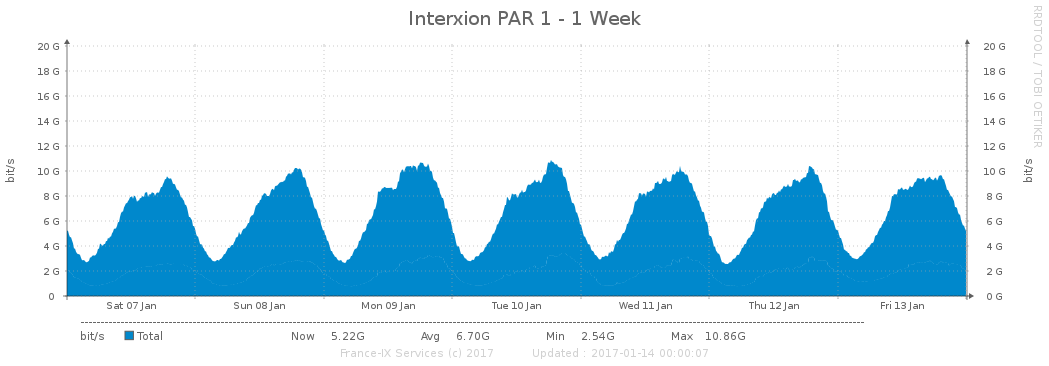 Interxion PAR 1 - 1 Week
RRDTOOL / TOBI OETIKER
bit/s
20 G 20 G
18 G 18 G
16 G 16 G
14 G 14 G
12 G 12 G
10 G 10 G
8 G 8 G
6 G 6 G
4 G 4 G
2 G 2 G
0 0 G
bit/s
Sat 07 Jan Sun 08 Jan Mon 09 Jan Tue 10 Jan Wed 11 Jan Thu 12 Jan Fri 13 Jan
bit/s Total Now 5.22G Avg 6.70G Min 2.54G Max 10.86G
France-IX Services (c) 2017 Updated : 2017-01-14 00:00:07